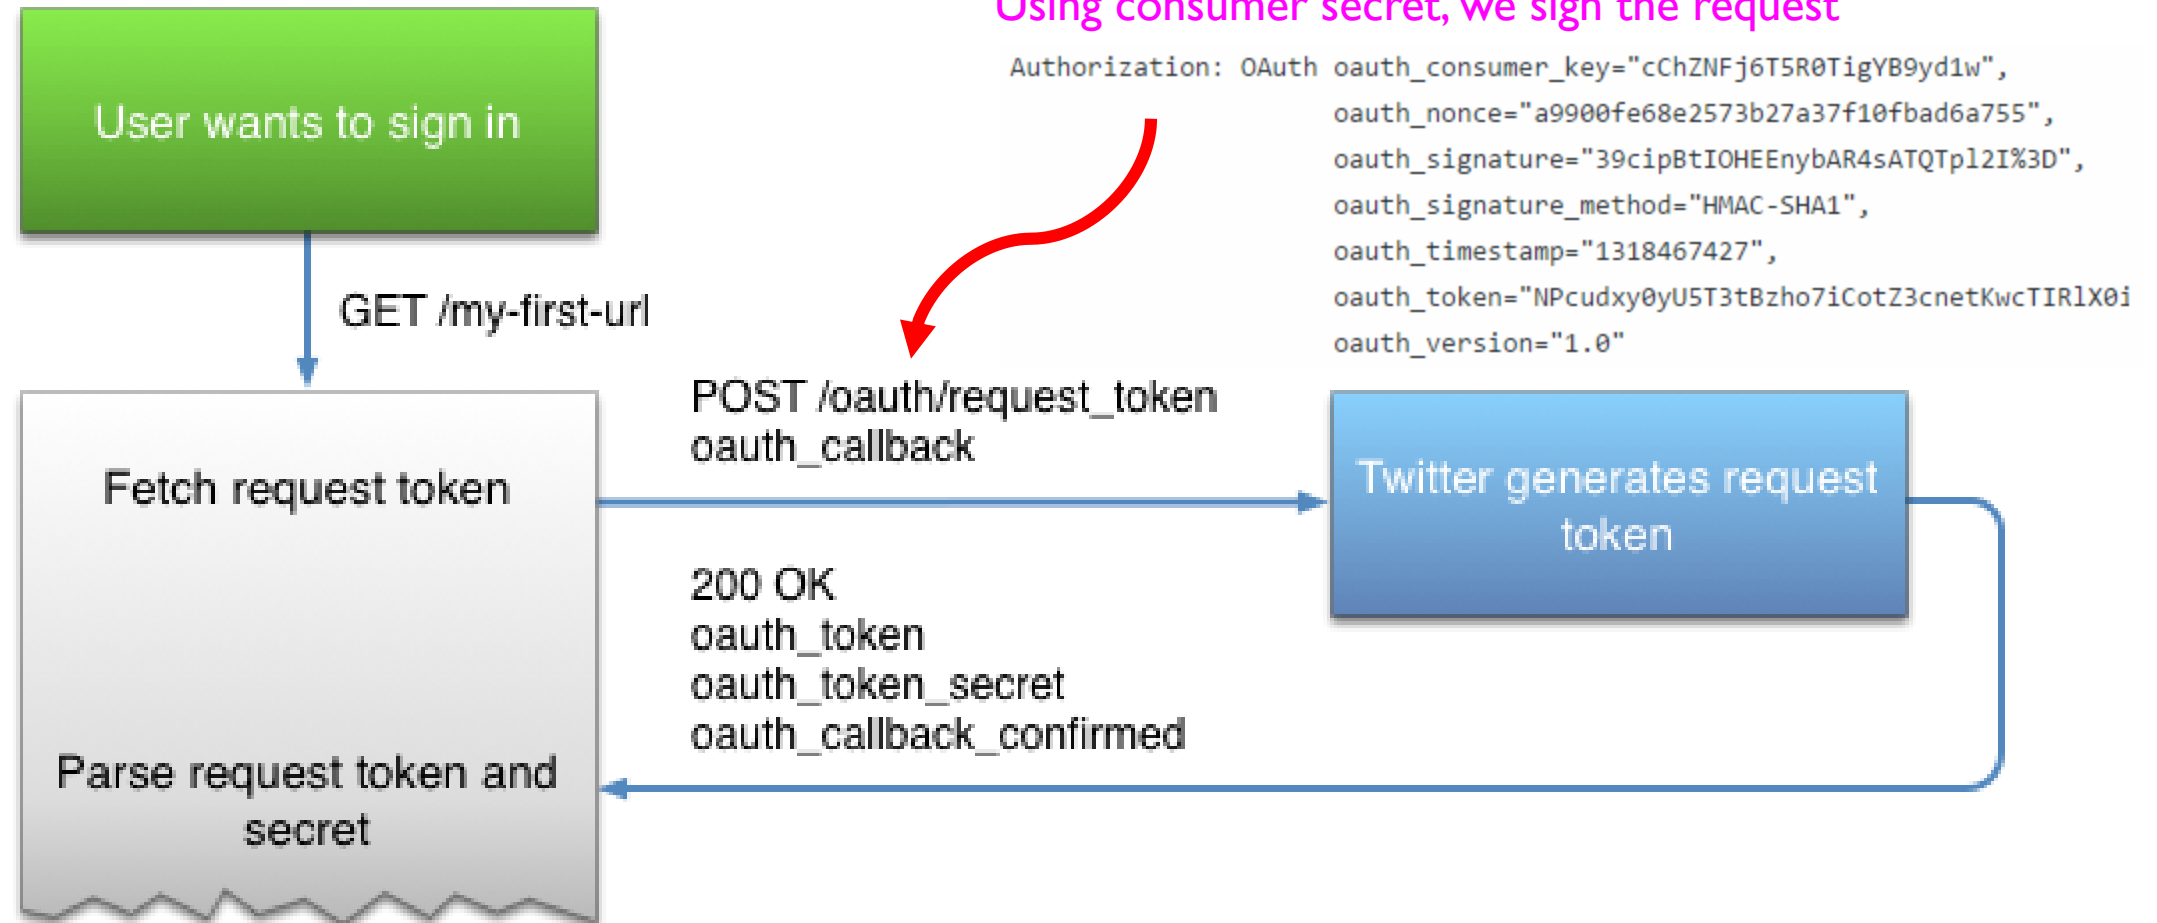 Using consumer secret, we sign the request
Authorization: OAuth oauth_consumer_key="cChZNFj6T5R0TigYB9yd1w",
oauth_nonce="a9900fe68e2573b27a37f10fbad6a755",
oauth_signature="39cipBtIOHEEnybAR4sATQTpl2I%3D",
oauth_signature_method="HMAC-SHA1",
oauth_timestamp="1318467427",
oauth_token="NPcudxy0yU5T3tBzho7iCotZ3cnetKwcTIRlX0i
oauth_version="1.0"
User wants to sign in
GET /my-first-url
POST /oauth/request_token
oauth_callback
Fetch request token
Twitter generates request
token
200 OK
oauth_token
oauth_token_secret
oauth_callback_confirmed
Parse request token and
secret